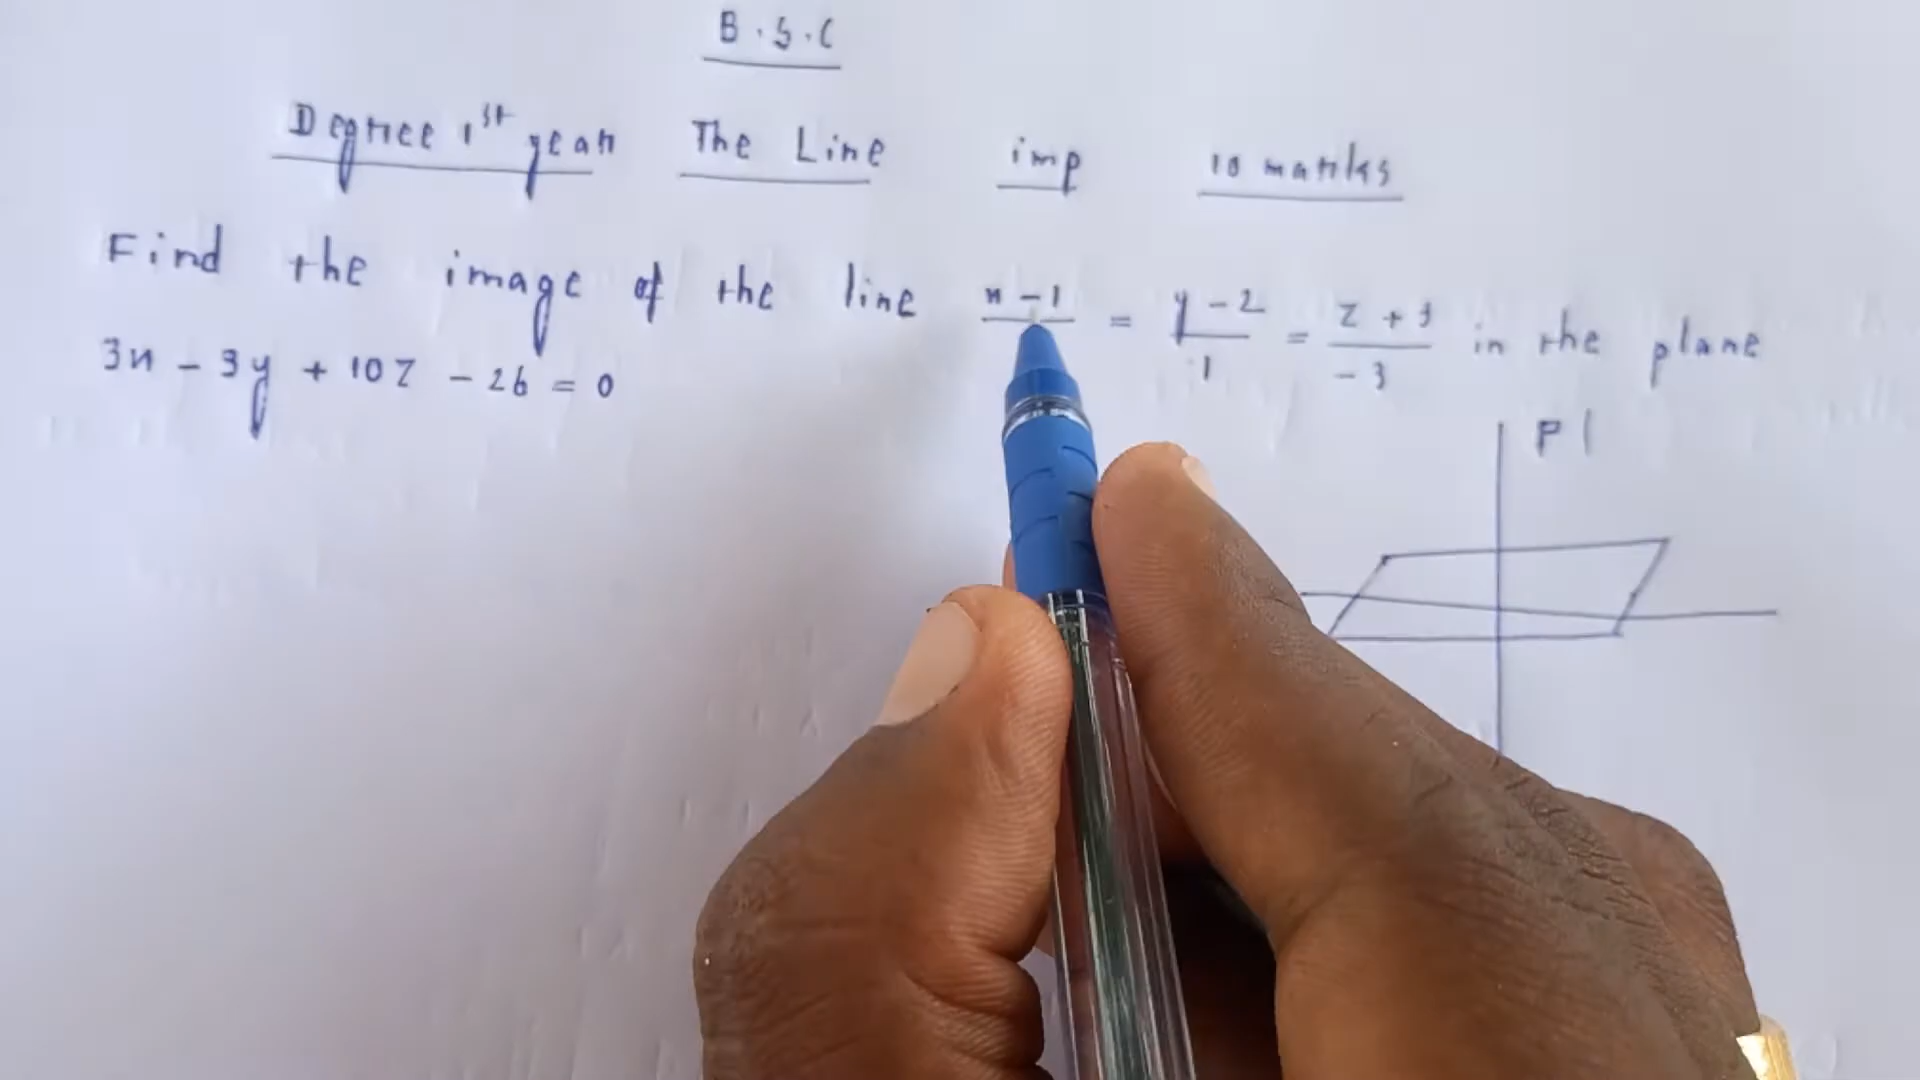 B.S.C
Degree 1st year The Line imp 10 marks
Find the image of the line x-1 = y-2 / 1 = z+3 / -3 in the plane
3x - 3y + 10z - 26 = 0
P|